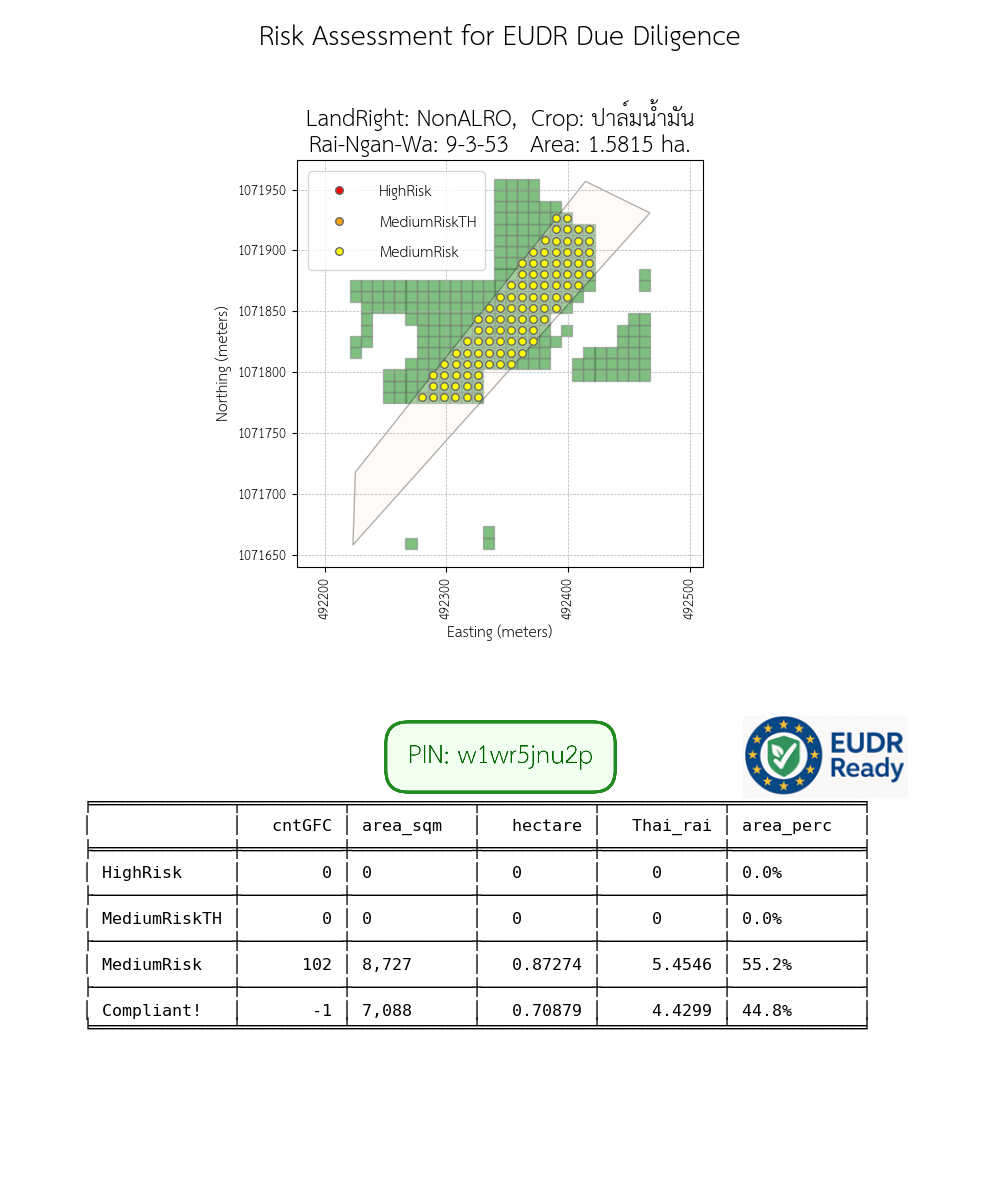 Risk Assessment for EUDR Due Diligence
LandRight: NonALRO, Crop: ปาล์มน้ำมัน
Rai-Ngan-Wa: 9-3-53 Area: 1.5815 ha.
HighRisk
MediumRiskTH
MediumRisk
1071950
1071900
1071850
1071800
1071750
1071700
1071650
Northing (meters)
492200
492300
492400
492500
Easting (meters)
PIN: w1wr5jnu2p
EUDR
Ready
cntGFC area_sqm hectare Thai_rai area_perc
HighRisk 0 0 0 0 0.0%
MediumRiskTH 0 0 0 0 0.0%
MediumRisk 102 8,727 0.87274 5.4546 55.2%
Compliant! -1 7,088 0.70879 4.4299 44.8%